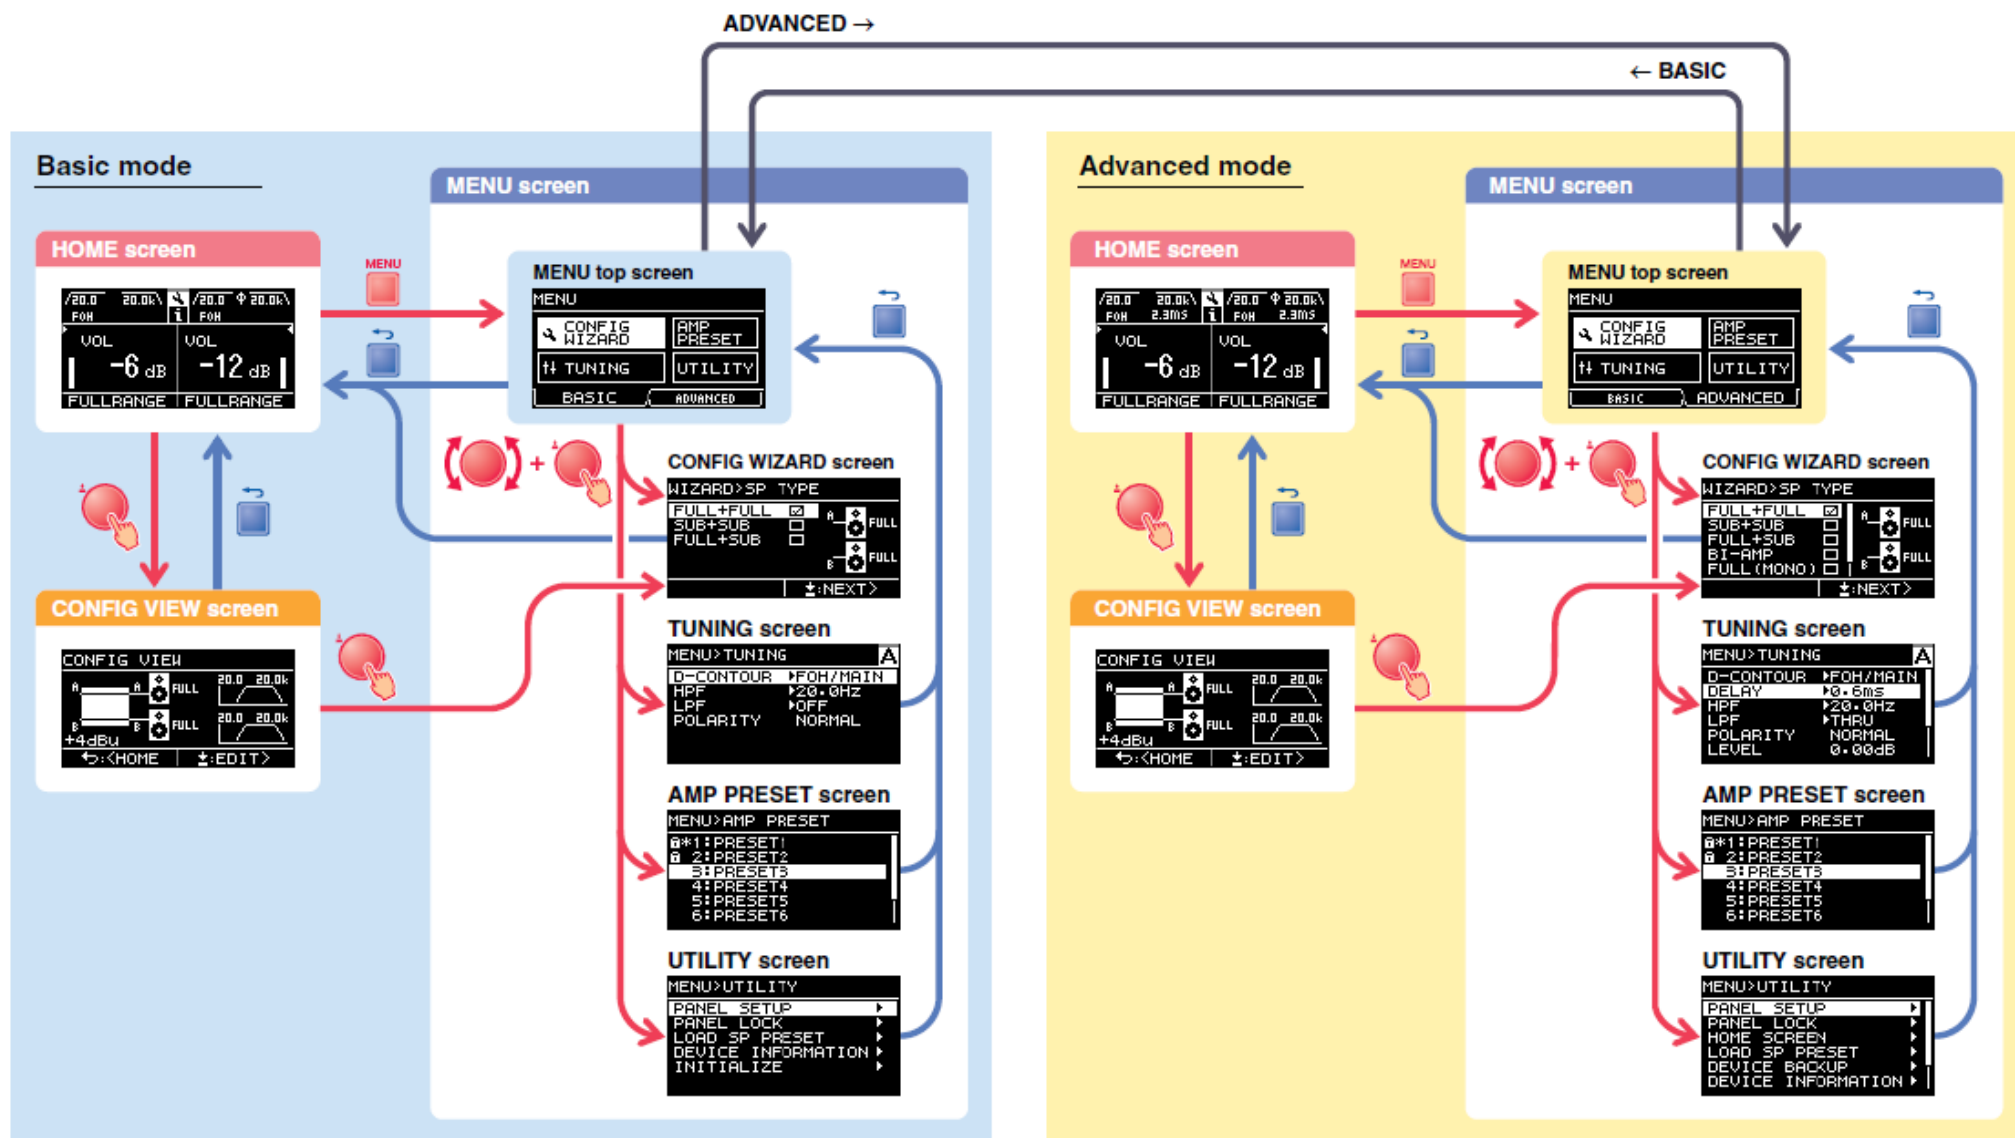 ADVANCED →
← BASIC
Basic mode
MENU screen
HOME screen
MENU
/20.0 20.0k\ /20.0 Φ 20.0k\
FOH i FOH
VOL VOL
-6 dB -12 dB
FULLRANGE FULLRANGE
MENU top screen
MENU
CONFIG WIZARD
AMP PRESET
TUNING
UTILITY
BASIC ADVANCED
+
CONFIG WIZARD screen
WIZARD>SP TYPE
FULL+FULL
SUB+SUB
FULL+SUB
A FULL
B FULL
:NEXT>
CONFIG VIEW screen
CONFIG VIEW
A A FULL 20.0 20.0k
B B FULL 20.0 20.0k
+4dBu
:<HOME :EDIT>
TUNING screen
MENU>TUNING A
D-CONTOUR FOH/MAIN
HPF 20.0Hz
LPF OFF
POLARITY NORMAL
AMP PRESET screen
MENU>AMP PRESET
*1:PRESET1
2:PRESET2
3:PRESET3
4:PRESET4
5:PRESET5
6:PRESET6
UTILITY screen
MENU>UTILITY
PANEL SETUP
PANEL LOCK
LOAD SP PRESET
DEVICE INFORMATION
INITIALIZE
Advanced mode
MENU screen
HOME screen
MENU
/20.0 20.0k\ /20.0 Φ 20.0k\
FOH 2.3ms i FOH 2.3ms
VOL VOL
-6 dB -12 dB
FULLRANGE FULLRANGE
MENU top screen
MENU
CONFIG WIZARD
AMP PRESET
TUNING
UTILITY
BASIC ADVANCED
+
CONFIG WIZARD screen
WIZARD>SP TYPE
FULL+FULL
SUB+SUB
FULL+SUB
BI-AMP
FULL(MONO)
A FULL
B FULL
:NEXT>
CONFIG VIEW screen
CONFIG VIEW
A A FULL 20.0 20.0k
B B FULL 20.0 20.0k
+4dBu
:<HOME :EDIT>
TUNING screen
MENU>TUNING A
D-CONTOUR FOH/MAIN
DELAY 0.6ms
HPF 20.0Hz
LPF THRU
POLARITY NORMAL
LEVEL 0.00dB
AMP PRESET screen
MENU>AMP PRESET
*1:PRESET1
2:PRESET2
3:PRESET3
4:PRESET4
5:PRESET5
6:PRESET6
UTILITY screen
MENU>UTILITY
PANEL SETUP
PANEL LOCK
HOME SCREEN
LOAD SP PRESET
DEVICE BACKUP
DEVICE INFORMATION